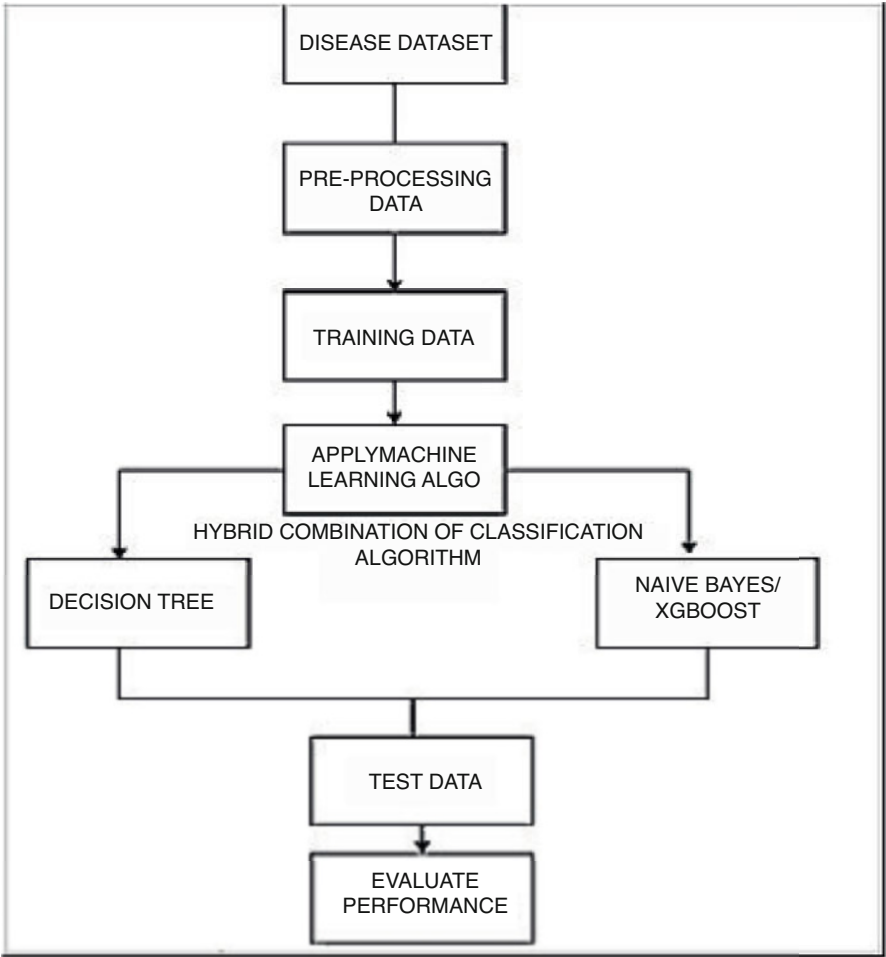 DISEASE DATASET
PRE-PROCESSING
DATA
TRAINING DATA
APPLYMACHINE
LEARNING ALGO
HYBRID COMBINATION OF CLASSIFICATION
ALGORITHM
DECISION TREE
NAIVE BAYES/
XGBOOST
TEST DATA
EVALUATE
PERFORMANCE